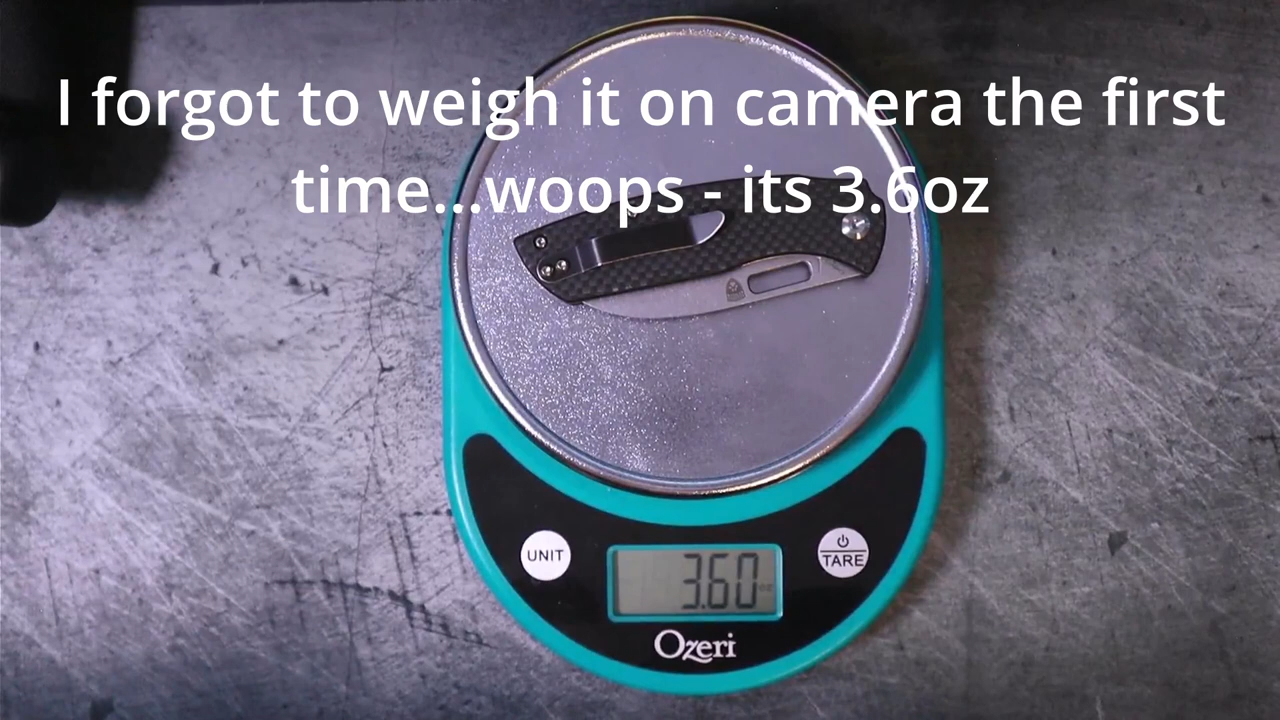 I forgot to weigh it on camera the first
time...woops - its 3.6oz
UNIT
TARE
3.60
Ozeri